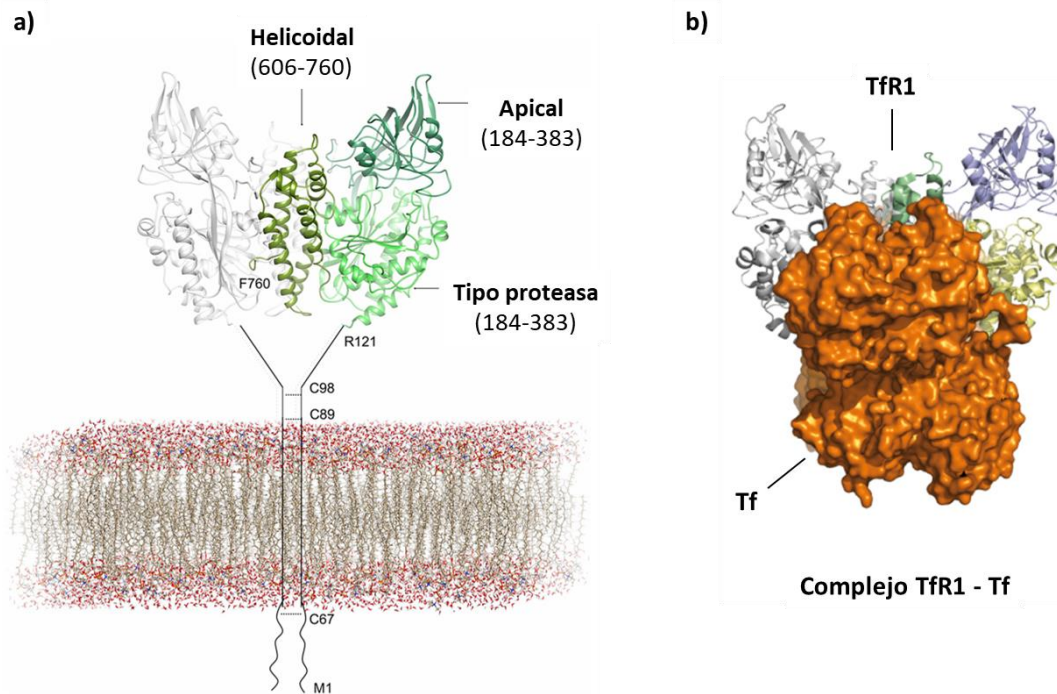 a)
Helicoidal
(606-760)
Apical
(184-383)
F760
Tipo proteasa
(184-383)
R121
C98
C89
C67
M1
b)
TfR1
Tf
Complejo TfR1 - Tf